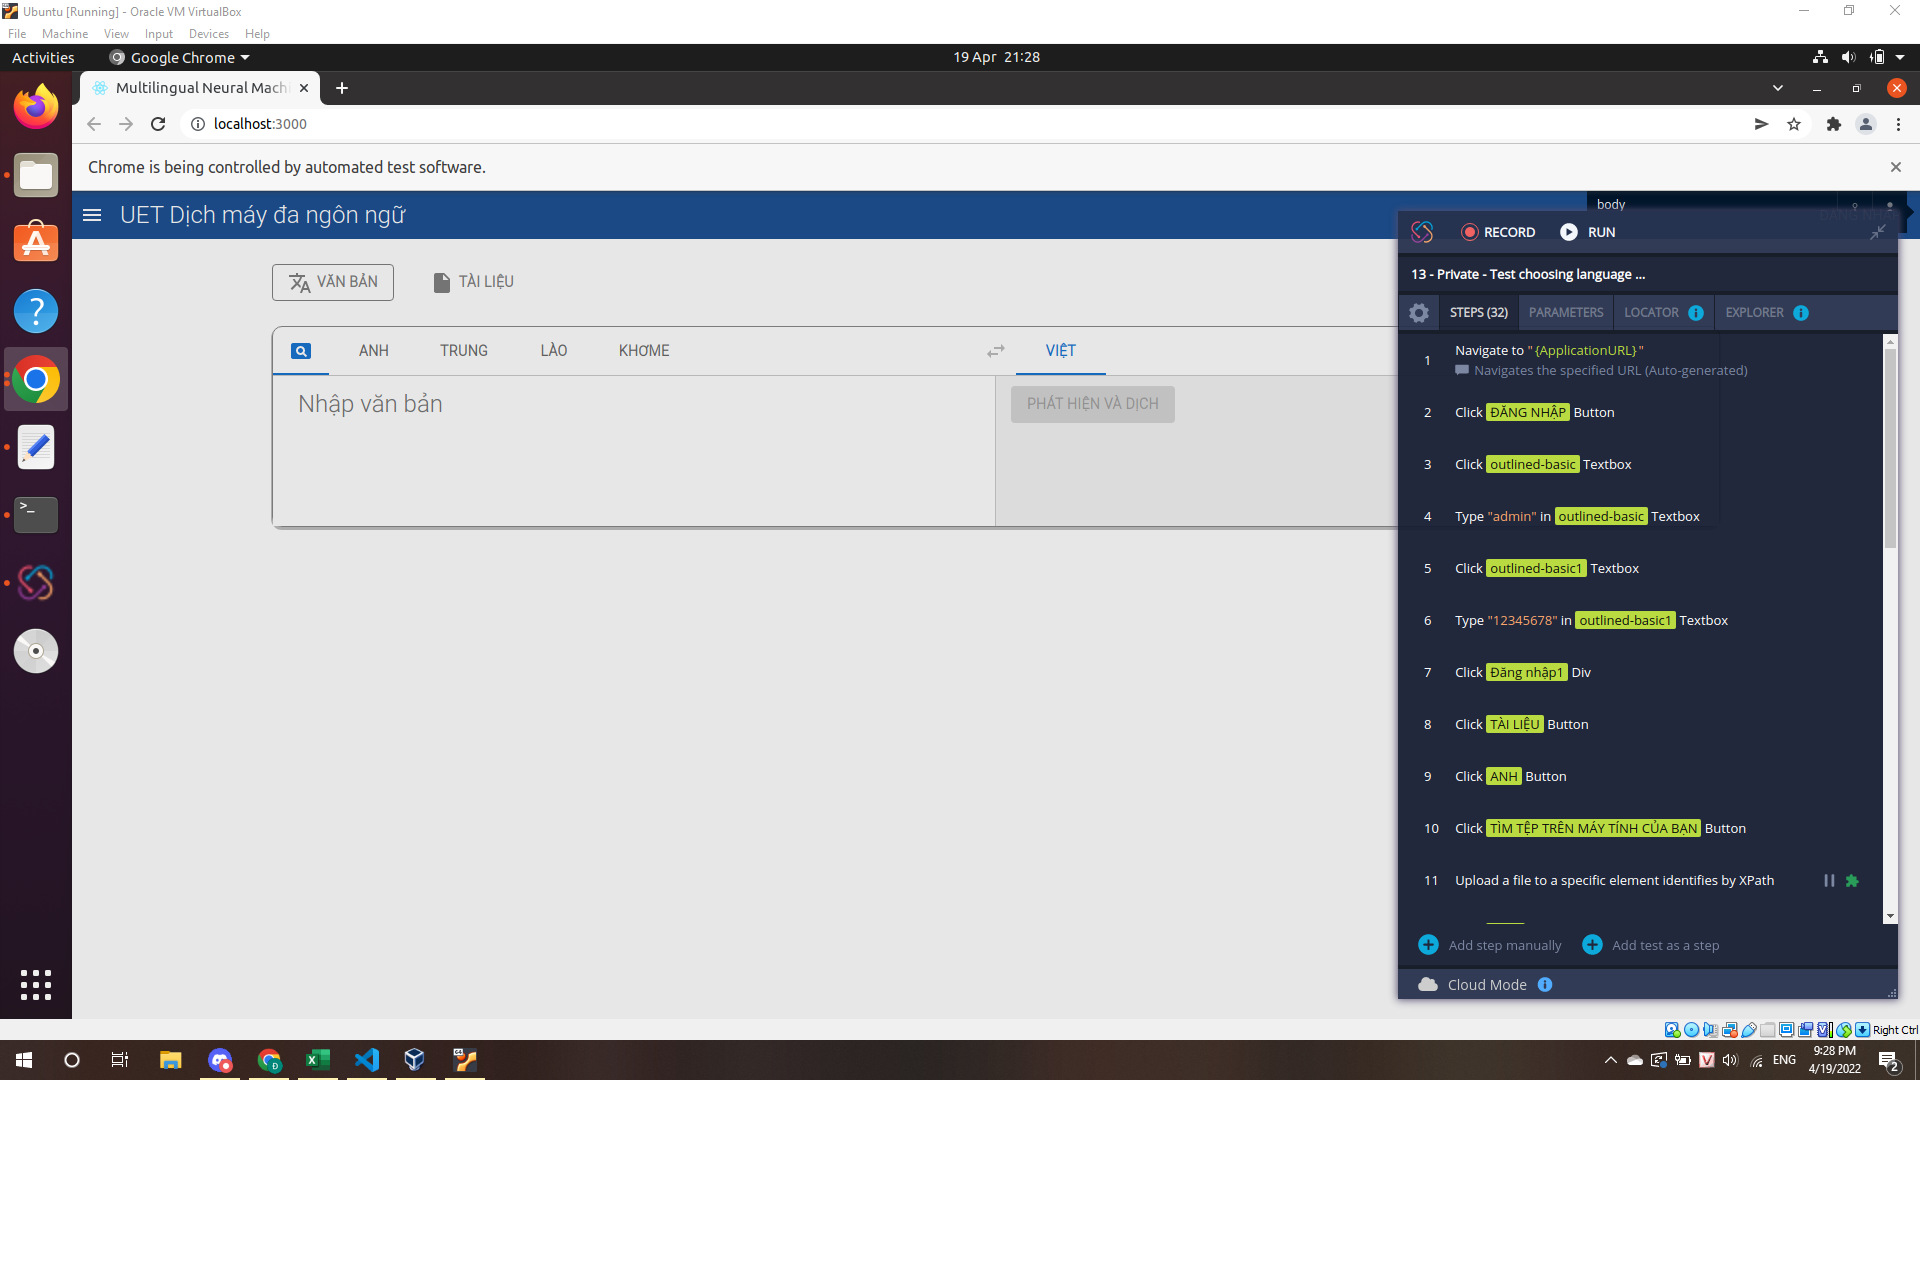 Ubuntu [Running] - Oracle VM VirtualBox
File Machine View Input Devices Help
Activities Google Chrome 19 Apr 21:28
Multilingual Neural Machi
localhost:3000
Chrome is being controlled by automated test software.
UET Dịch máy đa ngôn ngữ
body
RECORD RUN
VĂN BẢN TÀI LIỆU
13 - Private - Test choosing language ...
STEPS (32) PARAMETERS LOCATOR EXPLORER
ANH TRUNG LÀO KHƠME VIỆT
Nhập văn bản
PHÁT HIỆN VÀ DỊCH
1 Navigate to "{ApplicationURL}"
Navigates the specified URL (Auto-generated)
2 Click ĐĂNG NHẬP Button
3 Click outlined-basic Textbox
4 Type "admin" in outlined-basic Textbox
5 Click outlined-basic1 Textbox
6 Type "12345678" in outlined-basic1 Textbox
7 Click Đăng nhập1 Div
8 Click TÀI LIỆU Button
9 Click ANH Button
10 Click TÌM TỆP TRÊN MÁY TÍNH CỦA BẠN Button
11 Upload a file to a specific element identifies by XPath
Add step manually Add test as a step
Cloud Mode
Right Ctrl
ENG
9:28 PM
4/19/2022
2